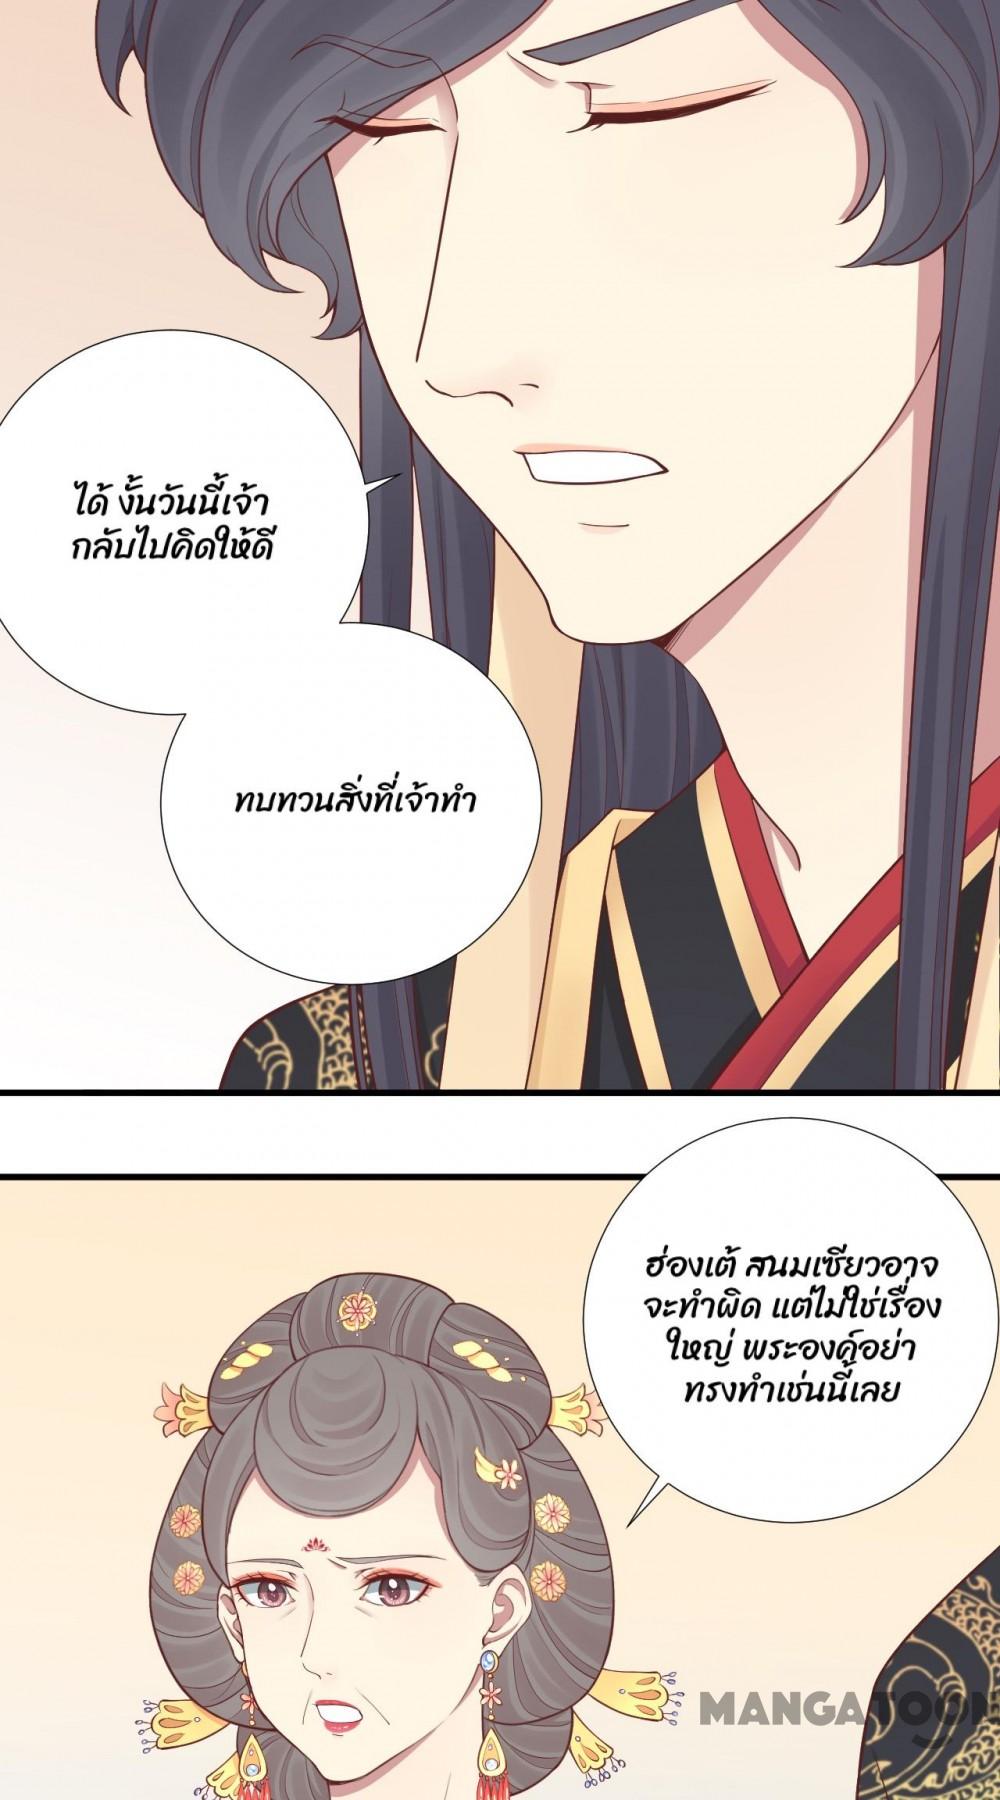 ได้ งั้นวันนี้เจ้า
กลับไปคิดให้ดี
ทบทวนสิ่งที่เจ้าทำ
ฮ่องเต้ สนมเซียวอาจ
จะทำผิด แต่ไม่ใช่เรื่อง
ใหญ่ พระองค์อย่า
ทรงทำเช่นนี้เลย
MANGATOON